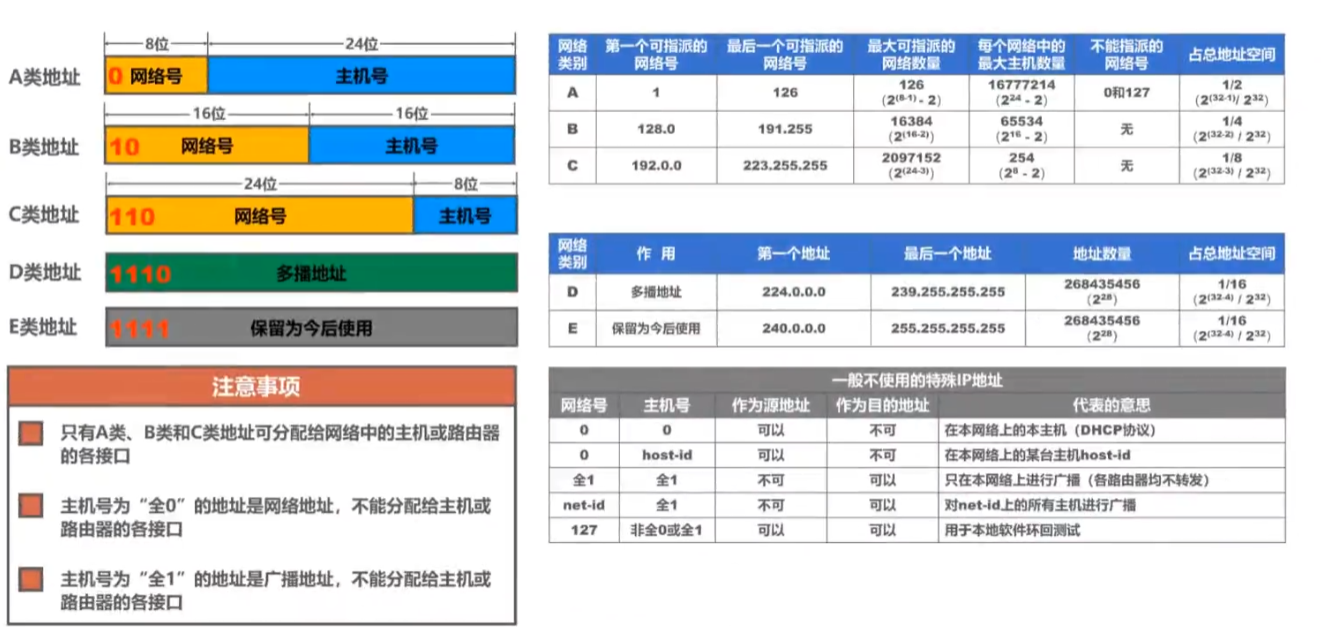 8位 24位
A类地址 0 网络号 主机号
16位 16位
B类地址 10 网络号 主机号
24位 8位
C类地址 110 网络号 主机号
D类地址 1110 多播地址
E类地址 1111 保留为今后使用
注意事项
只有A类、B类和C类地址可分配给网络中的主机或路由器
的各接口
主机号为“全0”的地址是网络地址，不能分配给主机或
路由器的各接口
主机号为“全1”的地址是广播地址，不能分配给主机或
路由器的各接口
网络 第一个可指派的 最后一个可指派的 最大可指派的 每个网络中的 不能指派的
类别 网络号 网络号 网络数量 最大主机数量 网络号 占总地址空间
A 1 126 126 16777214 0和127 1/2
(2^(8-1) - 2) (2^24 - 2) (2^(32-1)/ 2^32)
B 128.0 191.255 16384 65534 无 1/4
(2^(16-2)) (2^16 - 2) (2^(32-2) / 2^32)
C 192.0.0 223.255.255 2097152 254 无 1/8
(2^(24-3)) (2^8 - 2) (2^(32-3) / 2^32)
网络
类别 作 用 第一个地址 最后一个地址 地址数量 占总地址空间
D 多播地址 224.0.0.0 239.255.255.255 268435456 1/16
(2^28) (2^(32-4) / 2^32)
E 保留为今后使用 240.0.0.0 255.255.255.255 268435456 1/16
(2^28) (2^(32-4) / 2^32)
一般不使用的特殊IP地址
网络号 主机号 作为源地址 作为目的地址 代表的意思
0 0 可以 不可 在本网络上的本主机（DHCP协议）
0 host-id 可以 不可 在本网络上的某台主机host-id
全1 全1 不可 可以 只在本网络上进行广播（各路由器均不转发）
net-id 全1 不可 可以 对net-id上的所有主机进行广播
127 非全0或全1 可以 可以 用于本地软件环回测试